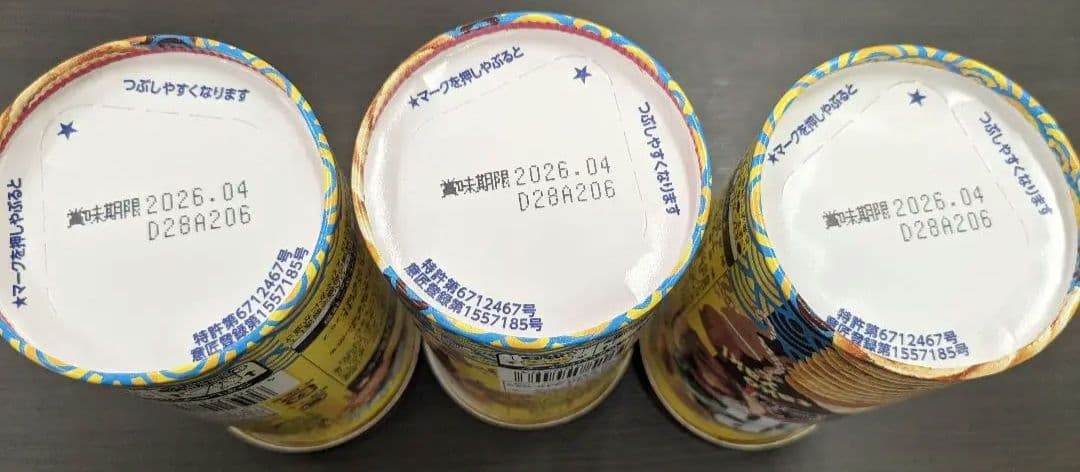 つぶしやすくなります
★マークを押しやぶると
賞味期限 2026.04
D28A206
特許第6712467号
意匠登録第1557185号
★マークを押しやぶると
つぶしやすくなります
賞味期限 2026.04
D28A206
特許第6712467号
意匠登録第1557185号
★マークを押しやぶると
つぶしやすくなります
賞味期限 2026.04
D28A206
特許第6712467号
意匠登録第1557185号